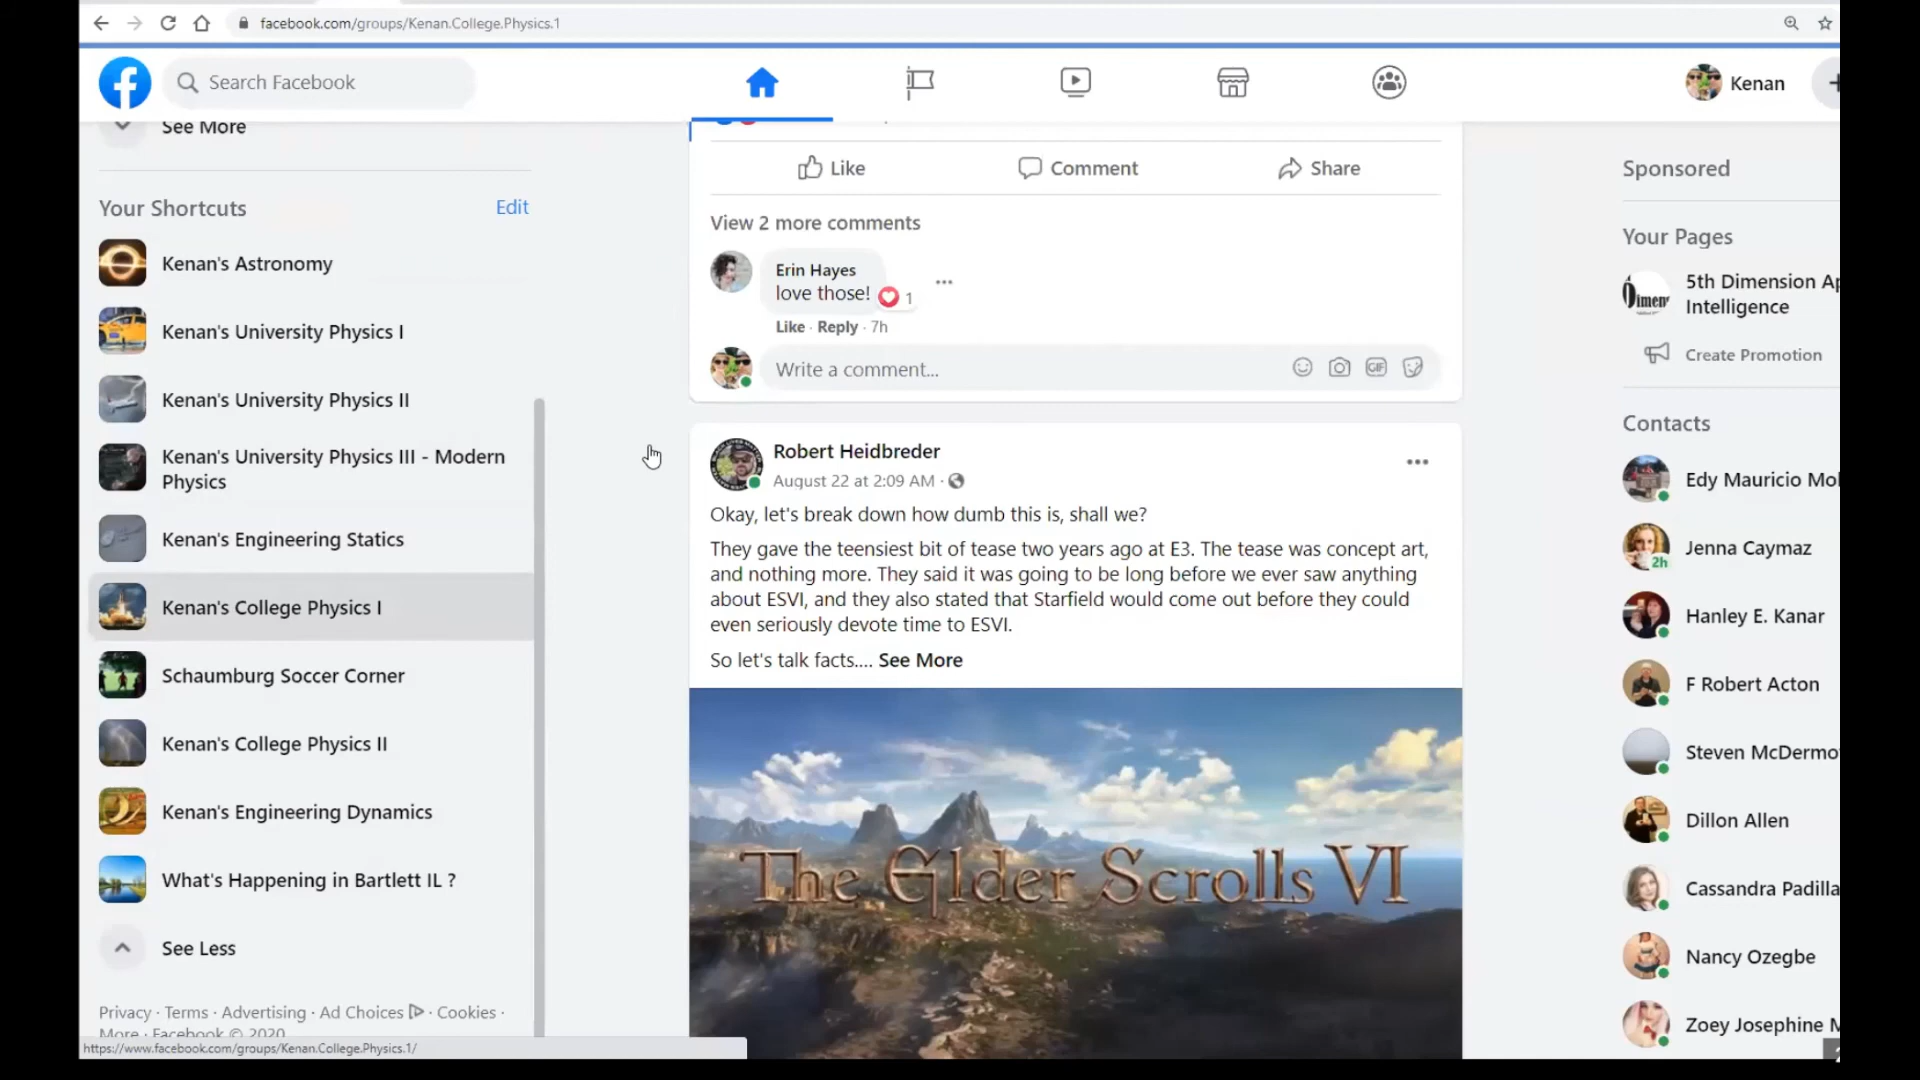 facebook.com/groups/Kenan.College.Physics.1
Search Facebook
Kenan
See More
Your Shortcuts
Edit
Kenan's Astronomy
Kenan's University Physics I
Kenan's University Physics II
Kenan's University Physics III - Modern
Physics
Kenan's Engineering Statics
Kenan's College Physics I
Schaumburg Soccer Corner
Kenan's College Physics II
Kenan's Engineering Dynamics
What's Happening in Bartlett IL ?
See Less
Privacy · Terms · Advertising · Ad Choices · Cookies ·
More · Facebook © 2020
https://www.facebook.com/groups/Kenan.College.Physics.1/
Like
Comment
Share
View 2 more comments
Erin Hayes
love those!
1
Like · Reply · 7h
Write a comment...
GIF
Robert Heidbreder
August 22 at 2:09 AM ·
Okay, let's break down how dumb this is, shall we?
They gave the teensiest bit of tease two years ago at E3. The tease was concept art,
and nothing more. They said it was going to be long before we ever saw anything
about ESVI, and they also stated that Starfield would come out before they could
even seriously devote time to ESVI.
So let's talk facts.... See More
The Elder Scrolls VI
Sponsored
Your Pages
Dimen
5th Dimension Ap
Intelligence
Create Promotion
Contacts
Edy Mauricio Mol
2h
Jenna Caymaz
Hanley E. Kanar
F Robert Acton
Steven McDermo
Dillon Allen
Cassandra Padilla
Nancy Ozegbe
Zoey Josephine M